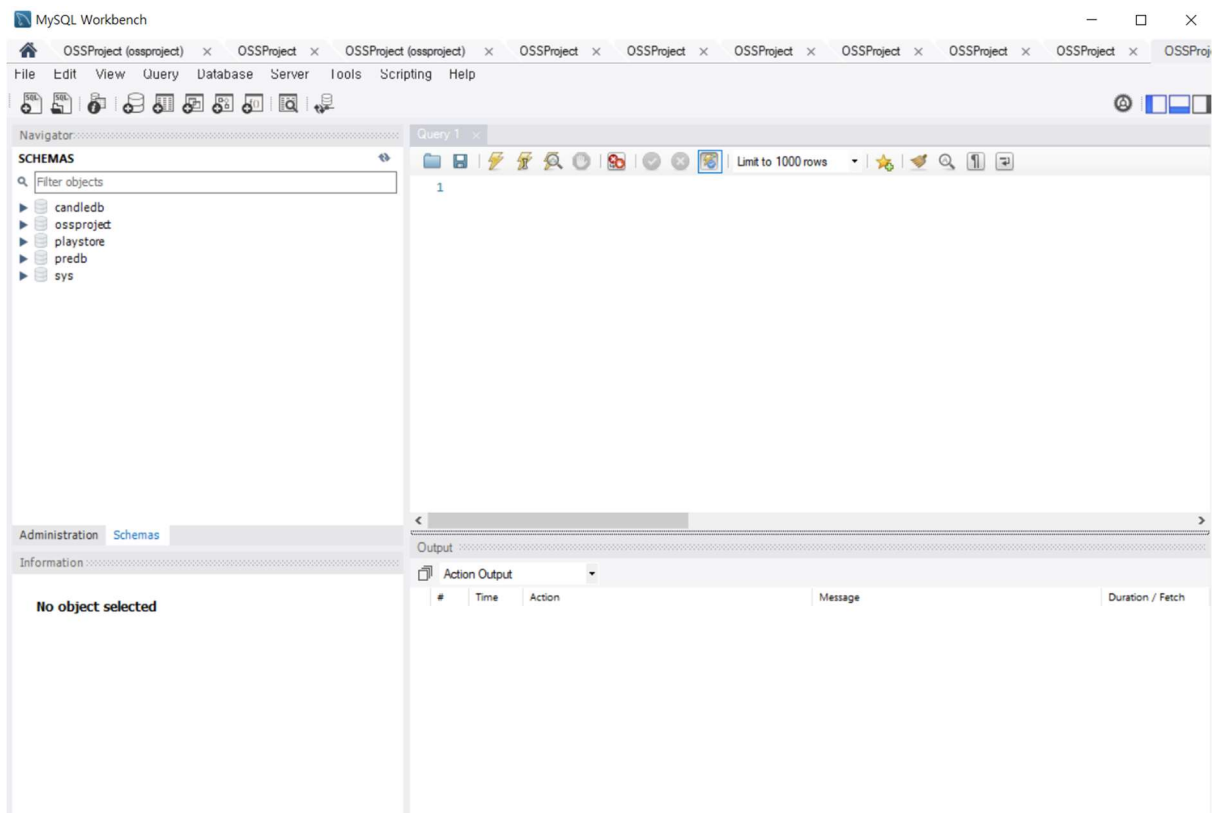 MySQL Workbench
OSSProject (ossproject) OSSProject OSSProject (ossproject) OSSProject OSSProject OSSProject OSSProject OSSProject OSSProject OSSProj
File Edit View Query Database Server Tools Scripting Help
Navigator
SCHEMAS
Filter objects
candledb
ossproject
playstore
predb
sys
Administration Schemas
Information
No object selected
Query 1
Limit to 1000 rows
1
Output
Action Output
# Time Action Message Duration / Fetch